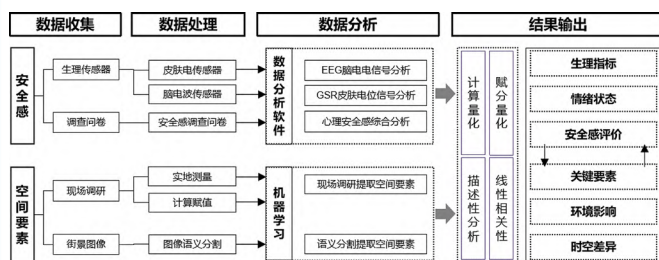 数据收集
数据处理
数据分析
结果输出
安全感
生理传感器
调查问卷
皮肤电传感器
脑电波传感器
安全感调查问卷
数据分析软件
EEG脑电电信号分析
GSR皮肤电位信号分析
心理安全感综合分析
计算量化
赋分量化
生理指标
情绪状态
安全感评价
空间要素
现场调研
街景图像
实地测量
计算赋值
图像语义分割
机器学习
现场调研提取空间要素
语义分割提取空间要素
描述性分析
线性相关性
关键要素
环境影响
时空差异